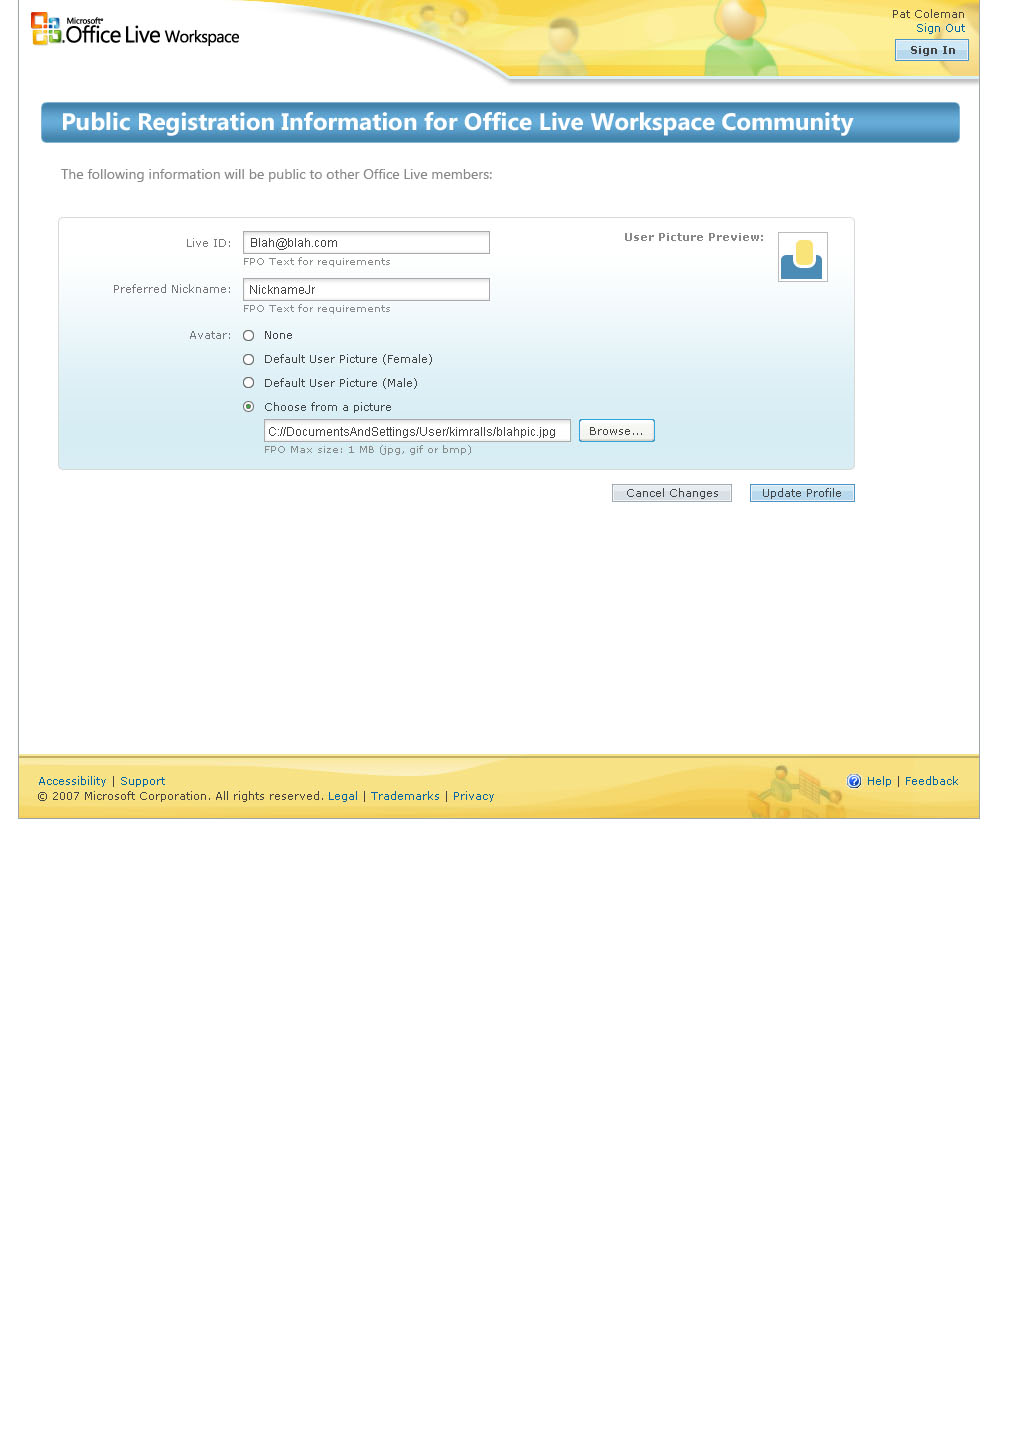 Microsoft®
Office Live Workspace
Pat Coleman
Sign Out
Sign In
Public Registration Information for Office Live Workspace Community
The following information will be public to other Office Live members:
Live ID: Blah@blah.com
FPO Text for requirements
User Picture Preview:
Preferred Nickname: NicknameJr
FPO Text for requirements
Avatar: None
Default User Picture (Female)
Default User Picture (Male)
Choose from a picture
C://DocumentsAndSettings/User/kimralls/blahpic.jpg Browse...
FPO Max size: 1 MB (jpg, gif or bmp)
Cancel Changes Update Profile
Accessibility | Support Help | Feedback
© 2007 Microsoft Corporation. All rights reserved. Legal | Trademarks | Privacy